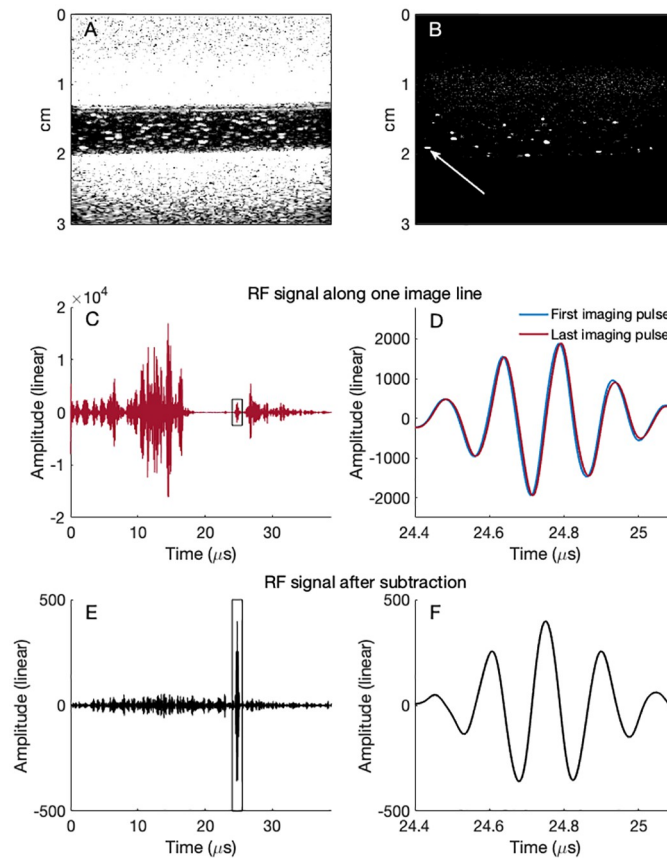 A
B
0
1
2
3
cm
0
1
2
3
cm
RF signal along one image line
×10⁴
C
2
1
0
-1
-2
Amplitude (linear)
0 10 20 30
Time (μs)
D
First imaging pulse
Last imaging pulse
2000
1000
0
-1000
-2000
Amplitude (linear)
24.4 24.6 24.8 25
Time (μs)
RF signal after subtraction
E
500
0
-500
Amplitude (linear)
0 10 20 30
Time (μs)
F
500
0
-500
Amplitude (linear)
24.4 24.6 24.8 25
Time (μs)